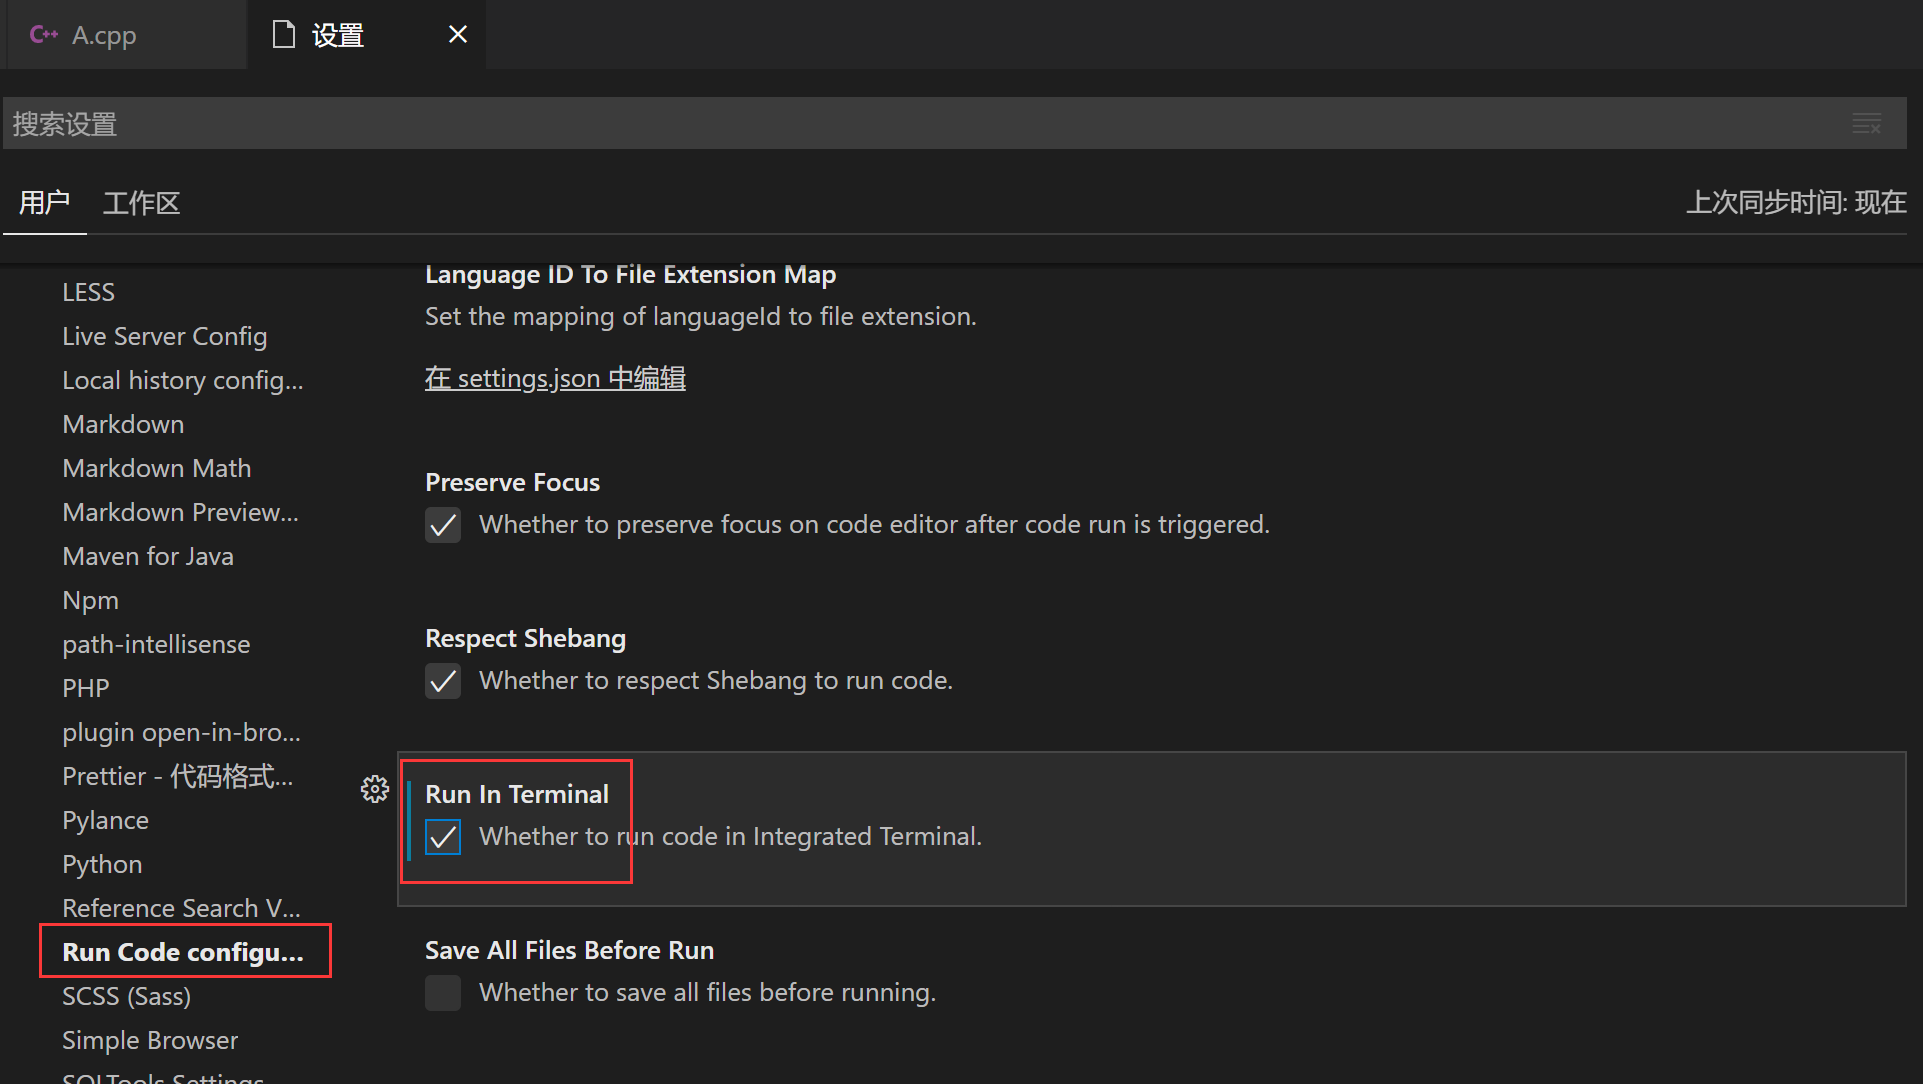 C++ A.cpp
设置
搜索设置
用户
工作区
上次同步时间: 现在
LESS
Live Server Config
Local history config...
Markdown
Markdown Math
Markdown Preview...
Maven for Java
Npm
path-intellisense
PHP
plugin open-in-bro...
Prettier - 代码格式...
Pylance
Python
Reference Search V...
Run Code configu...
SCSS (Sass)
Simple Browser
SQLTools Settings
Language ID To File Extension Map
Set the mapping of languageId to file extension.
在 settings.json 中编辑
Preserve Focus
Whether to preserve focus on code editor after code run is triggered.
Respect Shebang
Whether to respect Shebang to run code.
Run In Terminal
Whether to run code in Integrated Terminal.
Save All Files Before Run
Whether to save all files before running.